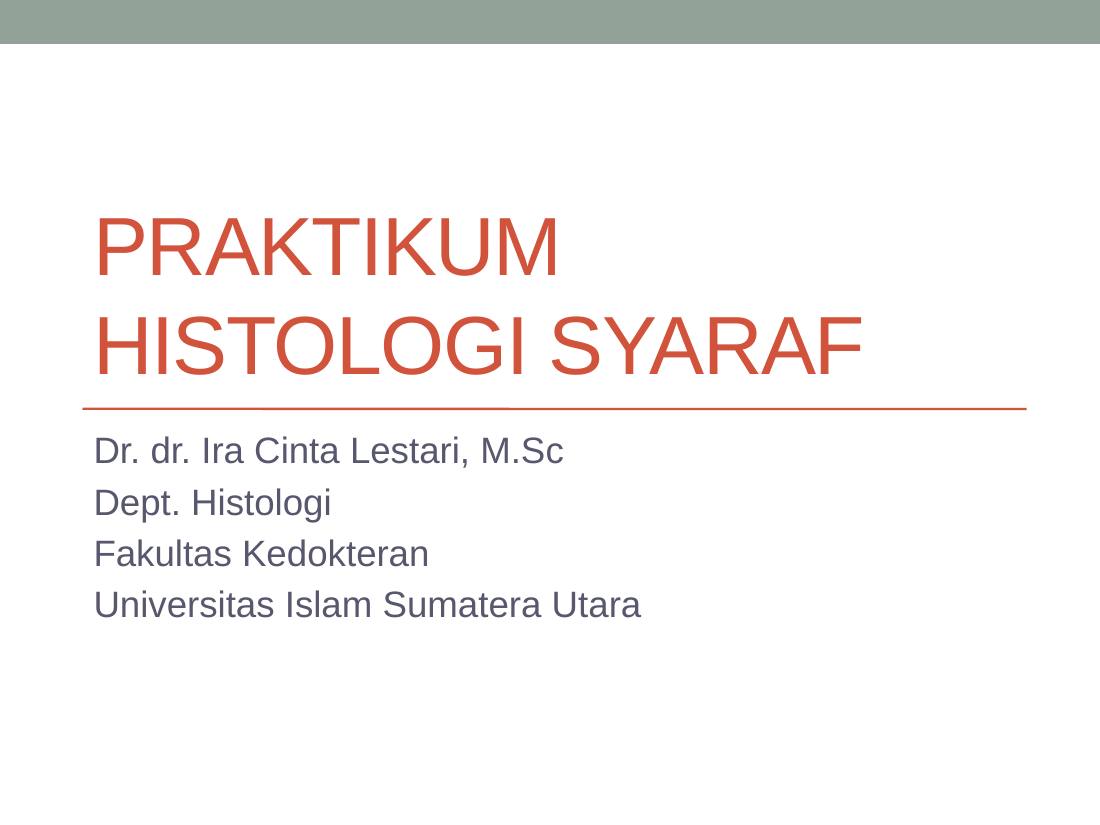 PRAKTIKUM
HISTOLOGI SYARAF
Dr. dr. Ira Cinta Lestari, M.Sc
Dept. Histologi
Fakultas Kedokteran
Universitas Islam Sumatera Utara